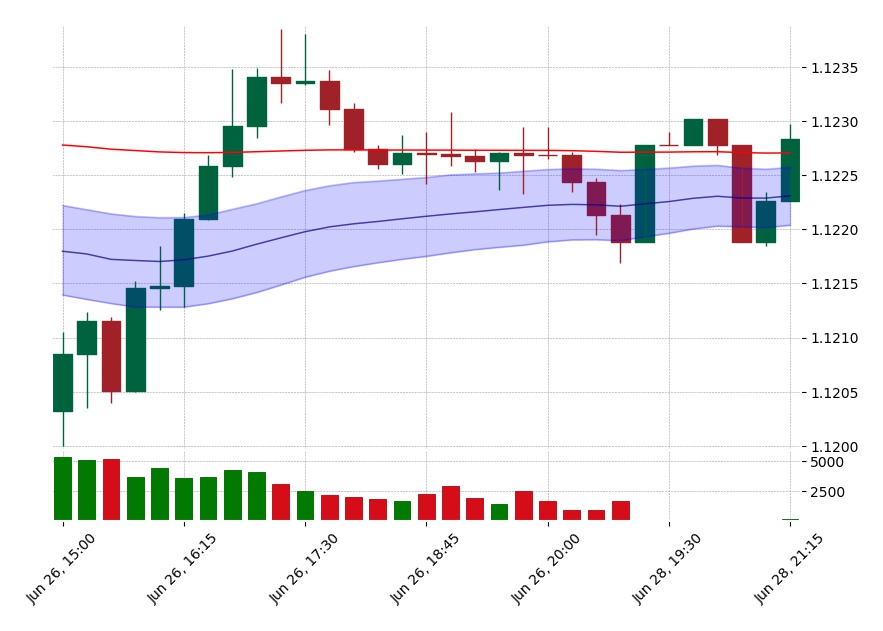 1.1235
1.1230
1.1225
1.1220
1.1215
1.1210
1.1205
1.1200
5000
2500
Jun 26, 15:00
Jun 26, 16:15
Jun 26, 17:30
Jun 26, 18:45
Jun 26, 20:00
Jun 28, 19:30
Jun 28, 21:15